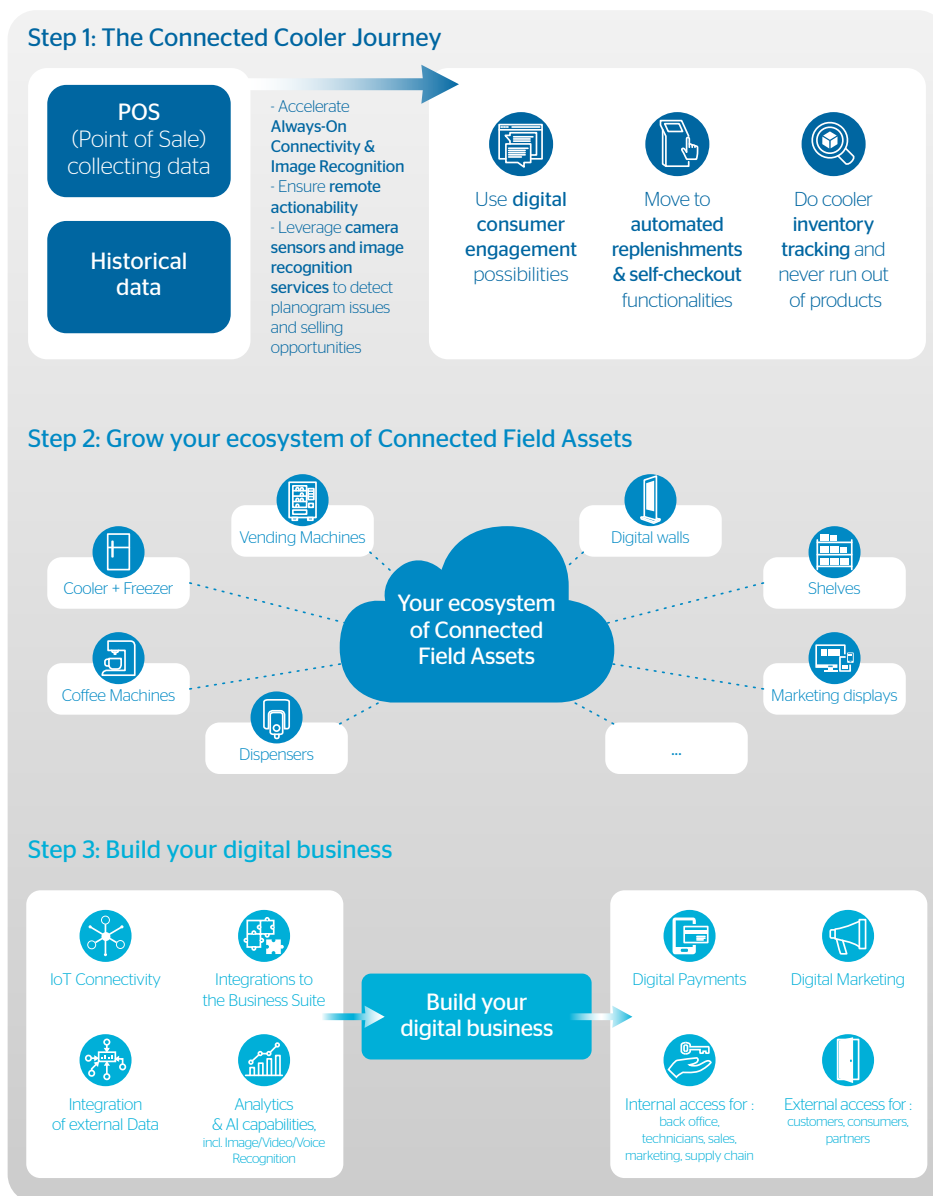 Step 1: The Connected Cooler Journey
POS
(Point of Sale)
collecting data
Historical
data
- Accelerate
Always-On
Connectivity &
Image Recognition
- Ensure remote
actionability
- Leverage camera
sensors and image
recognition
services to detect
planogram issues
and selling
opportunities
Use digital
consumer
engagement
possibilities
Move to
automated
replenishments
& self-checkout
functionalities
Do cooler
inventory
tracking and
never run out
of products
Step 2: Grow your ecosystem of Connected Field Assets
Vending Machines
Digital walls
Cooler + Freezer
Shelves
Your ecosystem
of Connected
Field Assets
Coffee Machines
Marketing displays
Dispensers
...
Step 3: Build your digital business
IoT Connectivity
Integrations to
the Business Suite
Integration
of external Data
Analytics
& AI capabilities,
incl. Image/Video/Voice
Recognition
Build your
digital business
Digital Payments
Digital Marketing
Internal access for :
back office,
technicians, sales,
marketing, supply chain
External access for :
customers, consumers,
partners